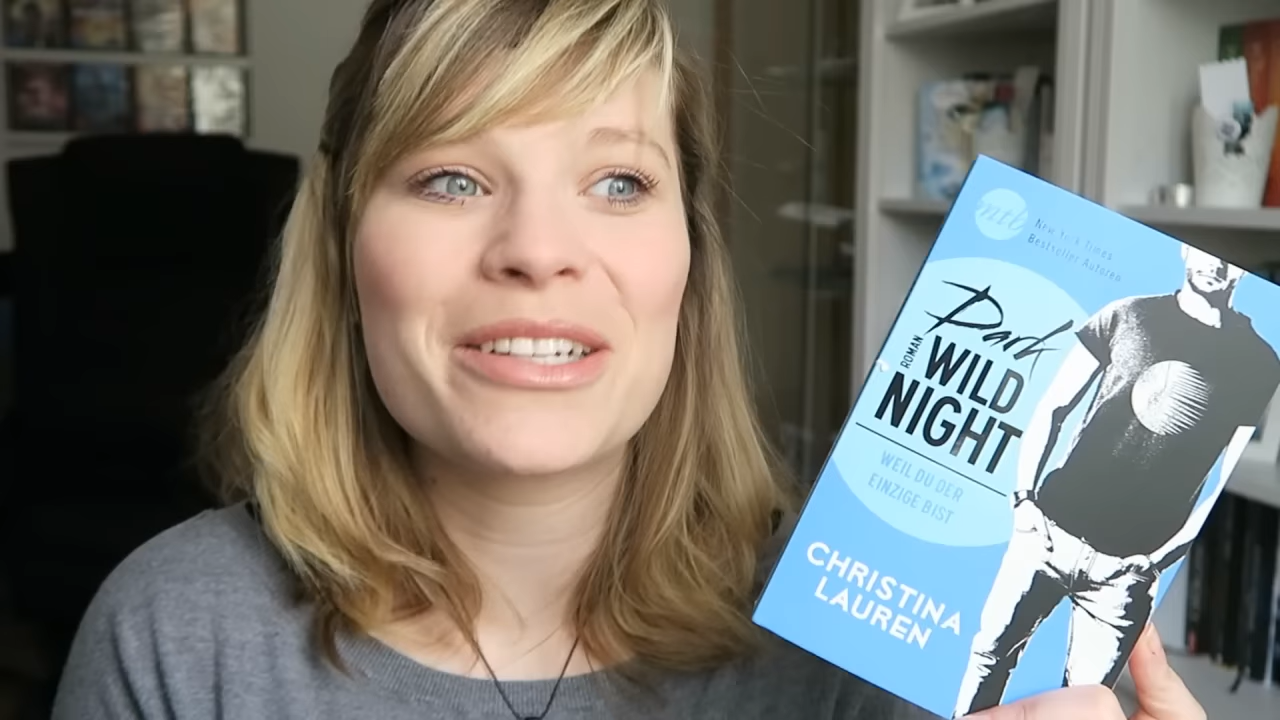 mtb
New York Times
Bestseller Autoren
Dark
ROMAN
WILD
NIGHT
WEIL DU DER
EINZIGE BIST
CHRISTINA
LAUREN